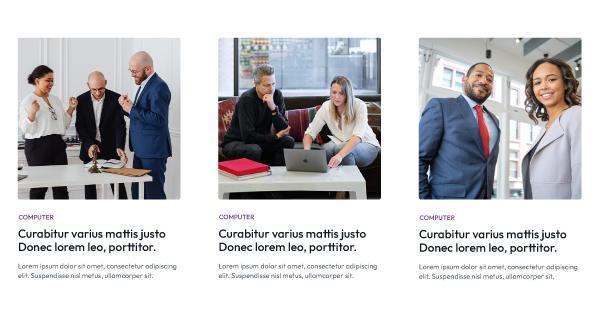 COMPUTER
Curabitur varius mattis justo
Donec lorem leo, porttitor.
Lorem ipsum dolor sit amet, consectetur adipiscing
elit. Suspendisse nisl metus, ullamcorper sit.
COMPUTER
Curabitur varius mattis justo
Donec lorem leo, porttitor.
Lorem ipsum dolor sit amet, consectetur adipiscing
elit. Suspendisse nisl metus, ullamcorper sit.
COMPUTER
Curabitur varius mattis justo
Donec lorem leo, porttitor.
Lorem ipsum dolor sit amet, consectetur adipiscing
elit. Suspendisse nisl metus, ullamcorper sit.